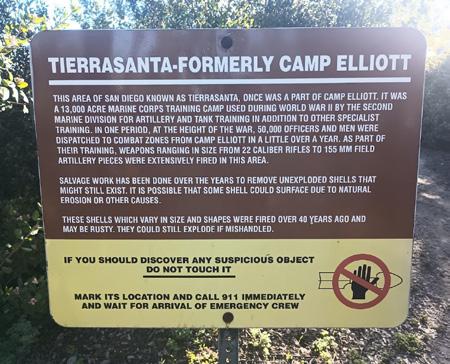 TIERRASANTA-FORMERLY CAMP ELLIOTT
THIS AREA OF SAN DIEGO KNOWN AS TIERRASANTA, ONCE WAS A PART OF CAMP ELLIOTT. IT WAS
A 13,000 ACRE MARINE CORPS TRAINING CAMP USED DURING WORLD WAR II BY THE SECOND
MARINE DIVISION FOR ARTILLERY AND TANK TRAINING IN ADDITION TO OTHER SPECIALIST
TRAINING. IN ONE PERIOD, AT THE HEIGHT OF THE WAR, 50,000 OFFICERS AND MEN WERE
DISPATCHED TO COMBAT ZONES FROM CAMP ELLIOTT IN A LITTLE OVER A YEAR. AS PART OF
THEIR TRAINING, WEAPONS RANGING IN SIZE FROM 22 CALIBER RIFLES TO 155 MM FIELD
ARTILLERY PIECES WERE EXTENSIVELY FIRED IN THIS AREA.
SALVAGE WORK HAS BEEN DONE OVER THE YEARS TO REMOVE UNEXPLODED SHELLS THAT
MIGHT STILL EXIST. IT IS POSSIBLE THAT SOME SHELL COULD SURFACE DUE TO NATURAL
EROSION OR OTHER CAUSES.
THESE SHELLS WHICH VARY IN SIZE AND SHAPES WERE FIRED OVER 40 YEARS AGO AND
MAY BE RUSTY. THEY COULD STILL EXPLODE IF MISHANDLED.
IF YOU SHOULD DISCOVER ANY SUSPICIOUS OBJECT
DO NOT TOUCH IT
MARK ITS LOCATION AND CALL 911 IMMEDIATELY
AND WAIT FOR ARRIVAL OF EMERGENCY CREW